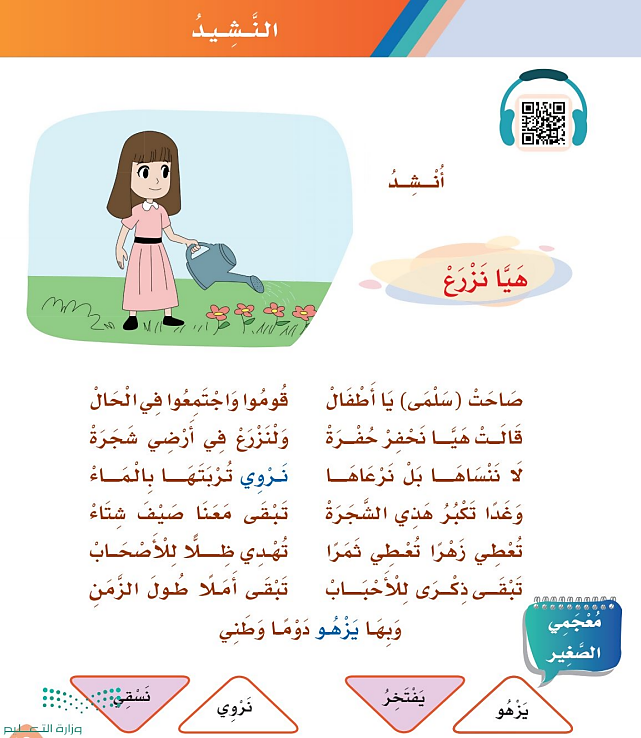 النَّشِيدُ
أُنْشِدُ
هَيَّا نَزْرَعْ
صَاحَتْ (سَلْمَى) يَا أَطْفَالْ قُومُوا وَاجْتَمِعُوا فِي الْحَالْ
قَالَتْ هَيَّا نَحْفِرْ حُفْرَةْ وَلْنَزْرَعْ فِي أَرْضِي شَجَرَةْ
لَا نَنْسَاهَا بَلْ نَرْعَاهَا نَرْوِي تُرْبَتَهَا بِالْمَاءْ
وَغَدًا تَكْبُرُ هَذِي الشَّجَرَةْ تَبْقَى مَعَنَا صَيْفَ شِتَاءْ
تُعْطِي زَهْرًا تُعْطِي ثَمَرًا تُهْدِي ظِلًّا لِلْأَصْحَابْ
تَبْقَى ذِكْرَى لِلْأَحْبَابْ تَبْقَى أَمَلًا طُولَ الزَّمَنِ
وَبِهَا يَزْهُو دَوْمًا وَطَنِي
مُعْجَمِي
الصَّغِير
يَزْهُو يَفْتَخِرُ نَرْوِي نَسْقِي
وزارة التعليم